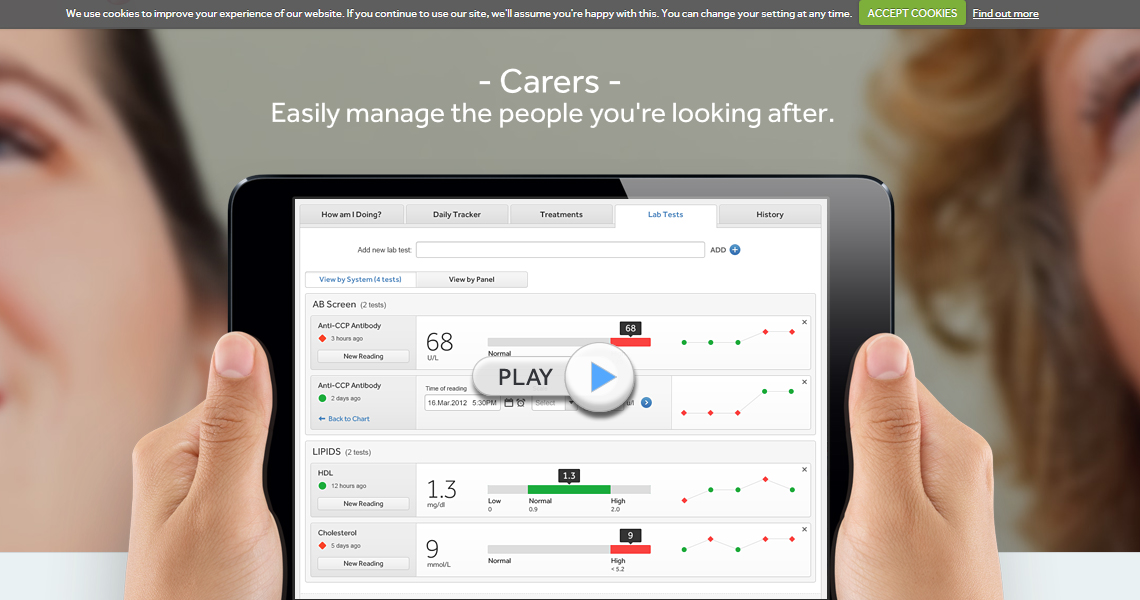 We use cookies to improve your experience of our website. If you continue to use our site, we'll assume you're happy with this. You can change your setting at any time. ACCEPT COOKIES Find out more
- Carers -
Easily manage the people you're looking after.
How am I Doing? Daily Tracker Treatments Lab Tests History
Add new lab test: ADD
View by System (4 tests) View by Panel
AB Screen (2 tests)
Anti-CCP Antibody
3 hours ago
New Reading
68
U/L
68
Normal
PLAY
Anti-CCP Antibody
2 days ago
Back to Chart
Time of reading
16.Mar.2012 5:30PM Select u/l
LIPIDS (2 tests)
HDL
12 hours ago
New Reading
1.3
mg/dl
1.3
Low Normal High
0 0.9 2.0
Cholesterol
5 days ago
New Reading
9
mmol/L
9
Normal High
< 5.2